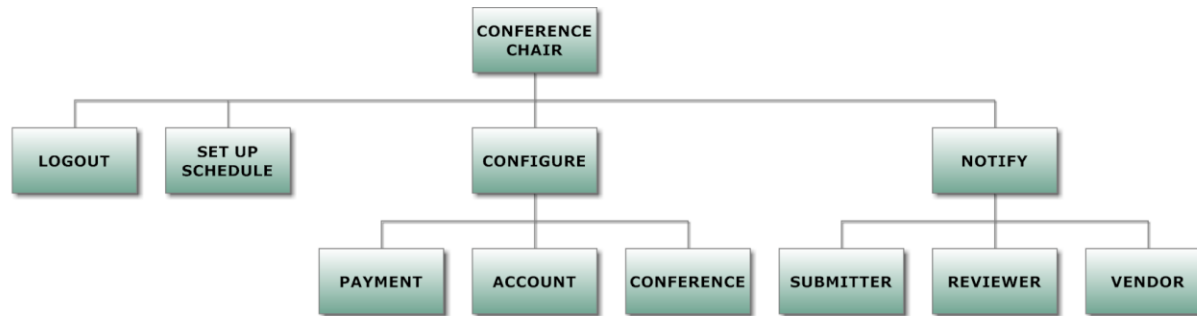 CONFERENCE
CHAIR
LOGOUT
SET UP
SCHEDULE
CONFIGURE
NOTIFY
PAYMENT
ACCOUNT
CONFERENCE
SUBMITTER
REVIEWER
VENDOR